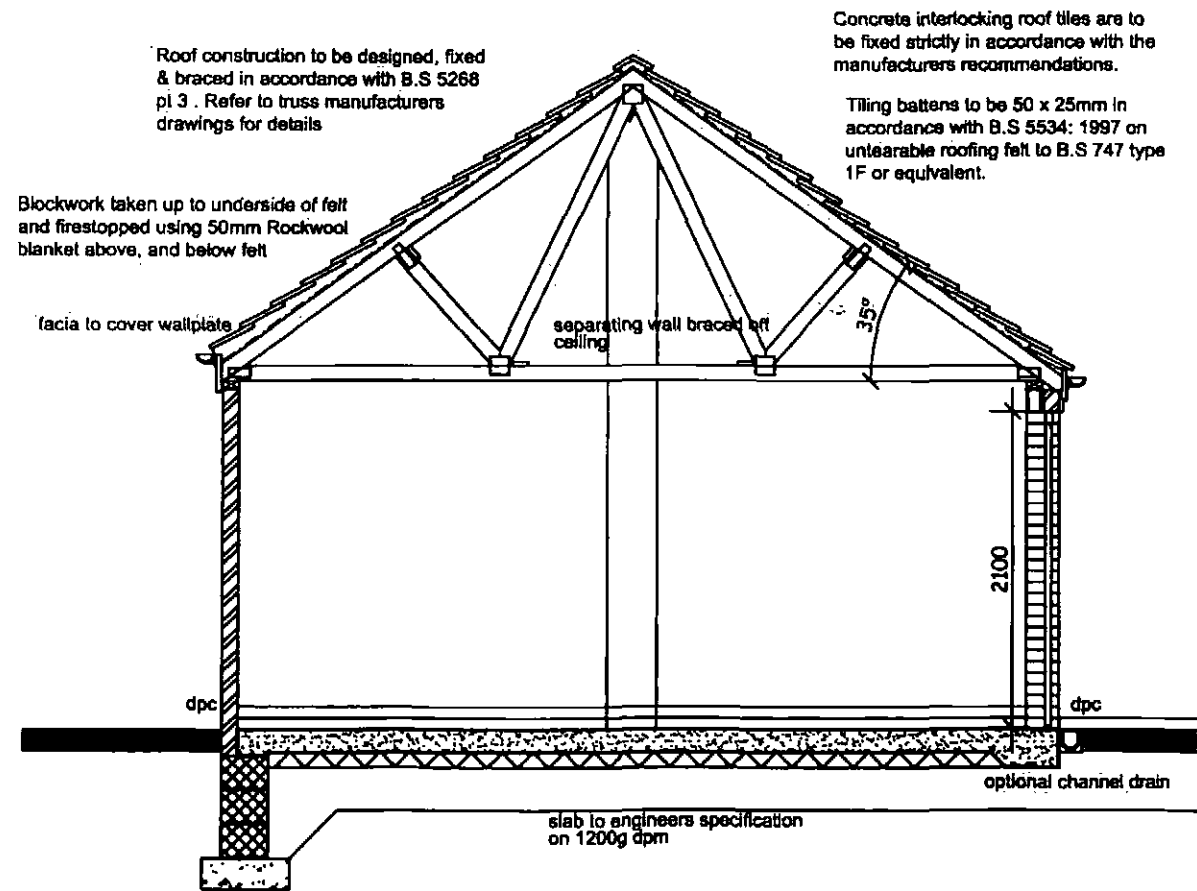 Roof construction to be designed, fixed
& braced in accordance with B.S 5268
pt 3 . Refer to truss manufacturers
drawings for details
Concrete interlocking roof tiles are to
be fixed strictly in accordance with the
manufacturers recommendations.
Tiling battens to be 50 x 25mm in
accordance with B.S 5534: 1997 on
untearable roofing felt to B.S 747 type
1F or equivalent.
Blockwork taken up to underside of felt
and firestopped using 50mm Rockwool
blanket above, and below felt
facia to cover wallplate
separating wall braced off
ceiling
35°
2100
dpc
dpc
optional channel drain
slab to engineers specification
on 1200g dpm